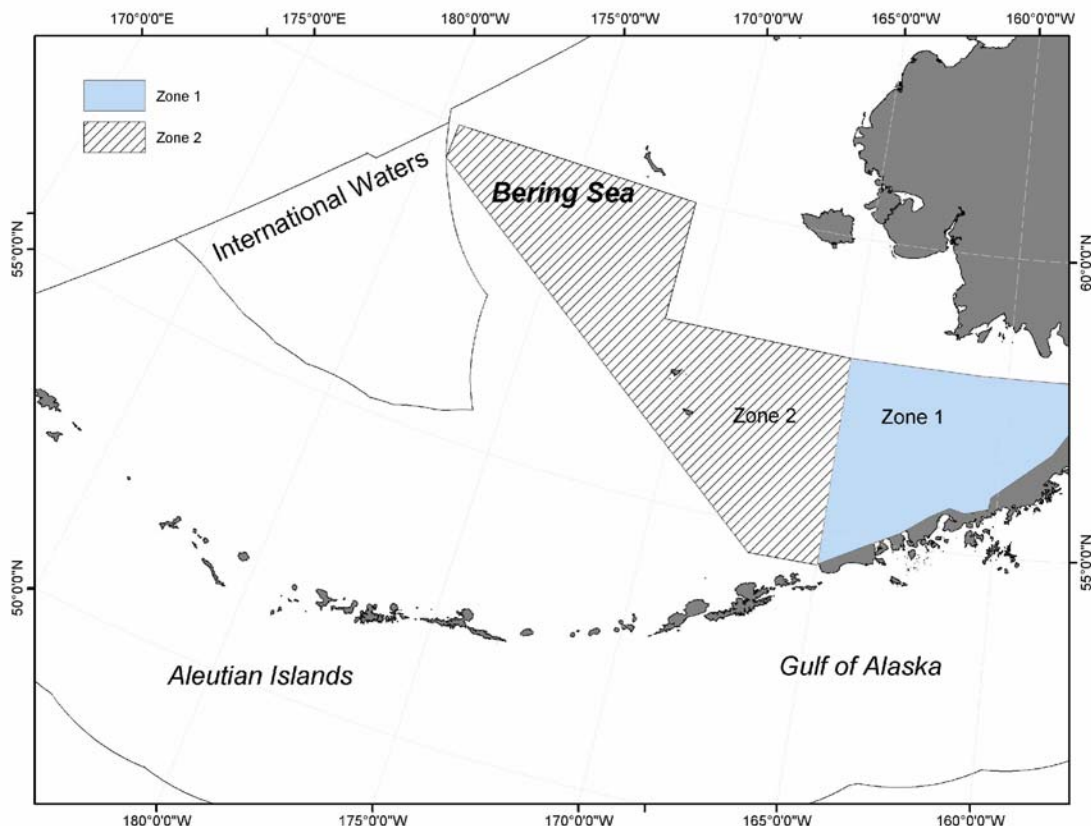 170°0'0"E 175°0'0"E 180°0'0"W 175°0'0"W 170°0'0"W 165°0'0"W 160°0'0"W
Zone 1
Zone 2
International Waters
Bering Sea
55°0'0"N
60°0'0"N
Zone 2
Zone 1
50°0'0"N
55°0'0"N
Aleutian Islands
Gulf of Alaska
180°0'0"W 175°0'0"W 170°0'0"W 165°0'0"W 160°0'0"W